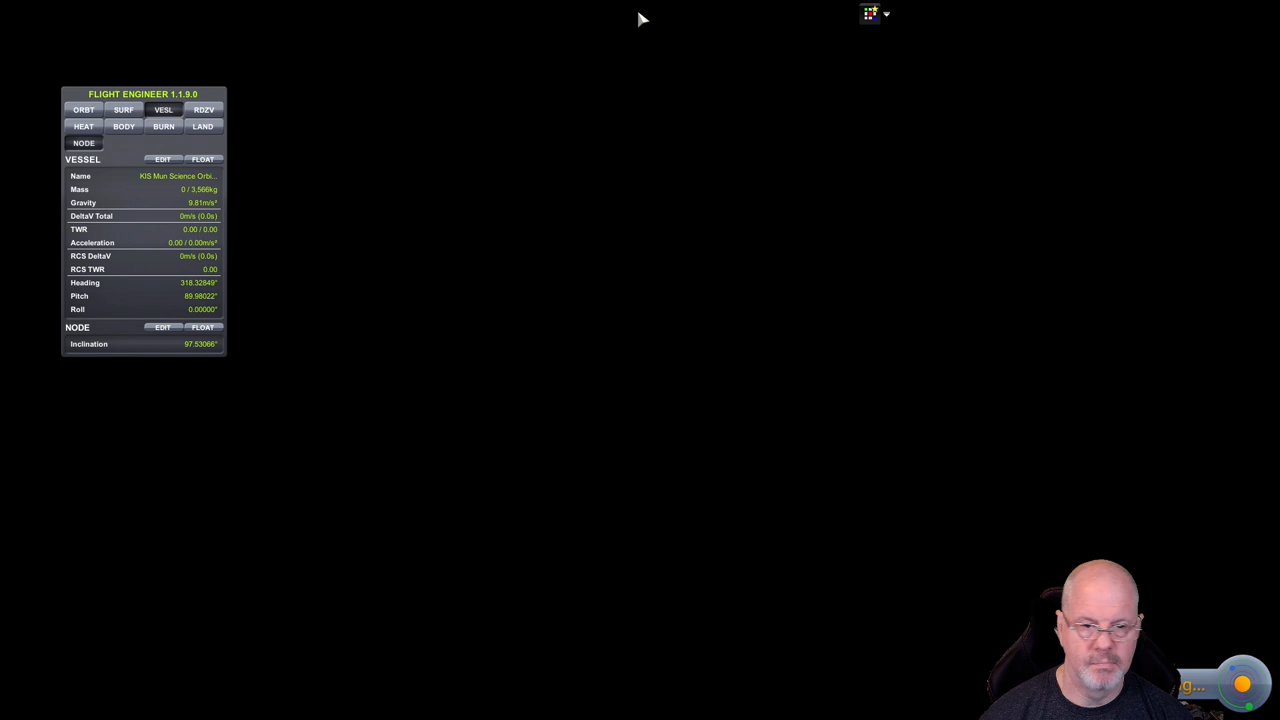 FLIGHT ENGINEER 1.1.9.0
ORBT SURF VESL RDZV
HEAT BODY BURN LAND
NODE
VESSEL EDIT FLOAT
Name KIS Mun Science Orbi...
Mass 0 / 3,566kg
Gravity 9.81m/s²
DeltaV Total 0m/s (0.0s)
TWR 0.00 / 0.00
Acceleration 0.00 / 0.00m/s²
RCS DeltaV 0m/s (0.0s)
RCS TWR 0.00
Heading 318.32849°
Pitch 89.98022°
Roll 0.00000°
NODE EDIT FLOAT
Inclination 97.53066°
g...